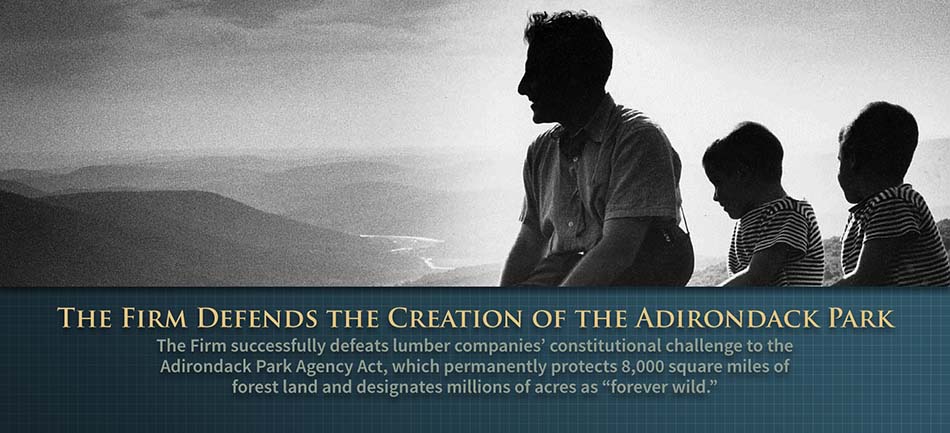 The Firm Defends the Creation of the Adirondack Park
The Firm successfully defeats lumber companies’ constitutional challenge to the
Adirondack Park Agency Act, which permanently protects 8,000 square miles of
forest land and designates millions of acres as “forever wild.”